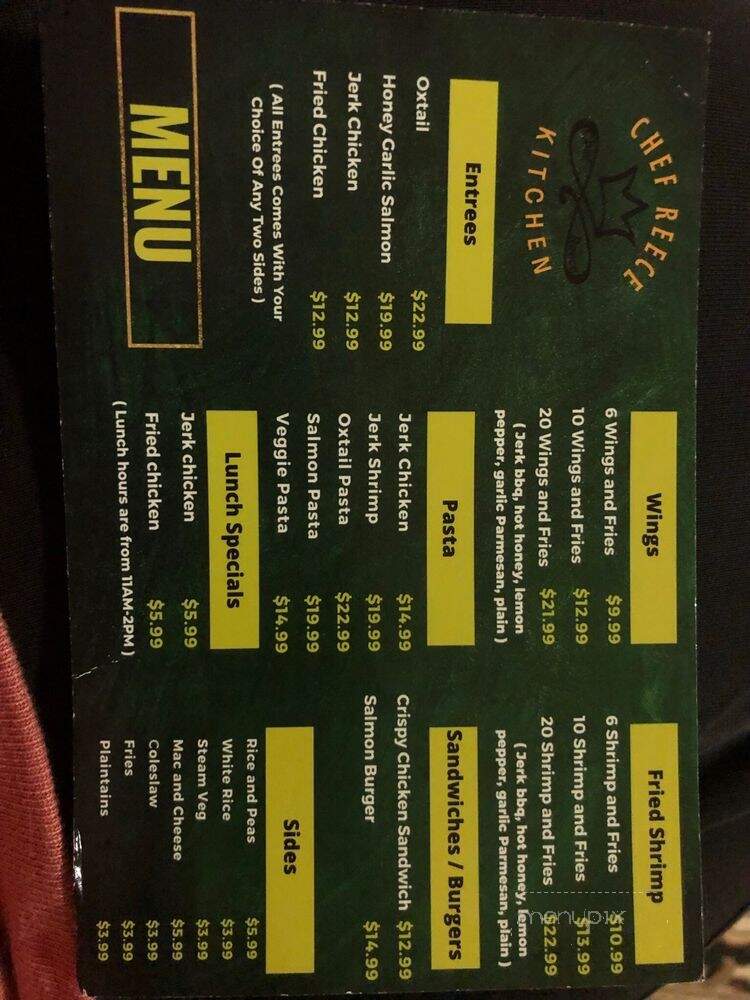 CHEF REECE
KITCHEN
Entrees
Oxtail $22.99
Honey Garlic Salmon $19.99
Jerk Chicken $12.99
Fried Chicken $12.99
( All Entrees Comes With Your
Choice Of Any Two Sides )
MENU
Wings
6 Wings and Fries $9.99
10 Wings and Fries $12.99
20 Wings and Fries $21.99
( Jerk bbq, hot honey, lemon
pepper, garlic Parmesan, plain )
Pasta
Jerk Chicken $14.99
Jerk Shrimp $19.99
Oxtail Pasta $22.99
Salmon Pasta $19.99
Veggie Pasta $14.99
Lunch Specials
Jerk chicken $5.99
Fried chicken $5.99
( Lunch hours are from 11AM-2PM )
Fried Shrimp
6 Shrimp and Fries $10.99
10 Shrimp and Fries $13.99
20 Shrimp and Fries $22.99
( Jerk bbq, hot honey, lemon
pepper, garlic Parmesan, plain )
Sandwiches / Burgers
Crispy Chicken Sandwich $12.99
Salmon Burger $14.99
Sides
Rice and Peas $5.99
White Rice $3.99
Steam Veg $3.99
Mac and Cheese $5.99
Coleslaw $3.99
Fries $3.99
Plaintains $3.99
menupix